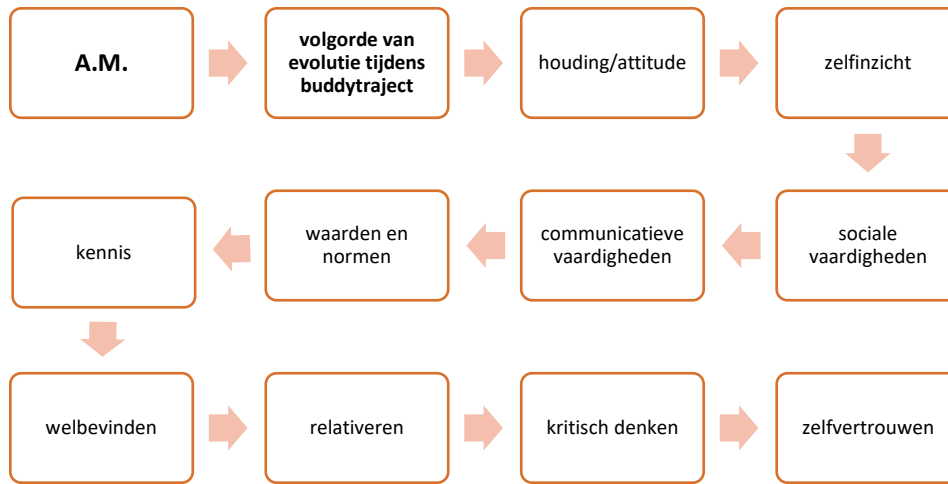 A.M.
volgorde van
evolutie tijdens
buddytraject
houding/attitude
zelfinzicht
sociale
vaardigheden
communicatieve
vaardigheden
waarden en
normen
kennis
welbevinden
relativeren
kritisch denken
zelfvertrouwen